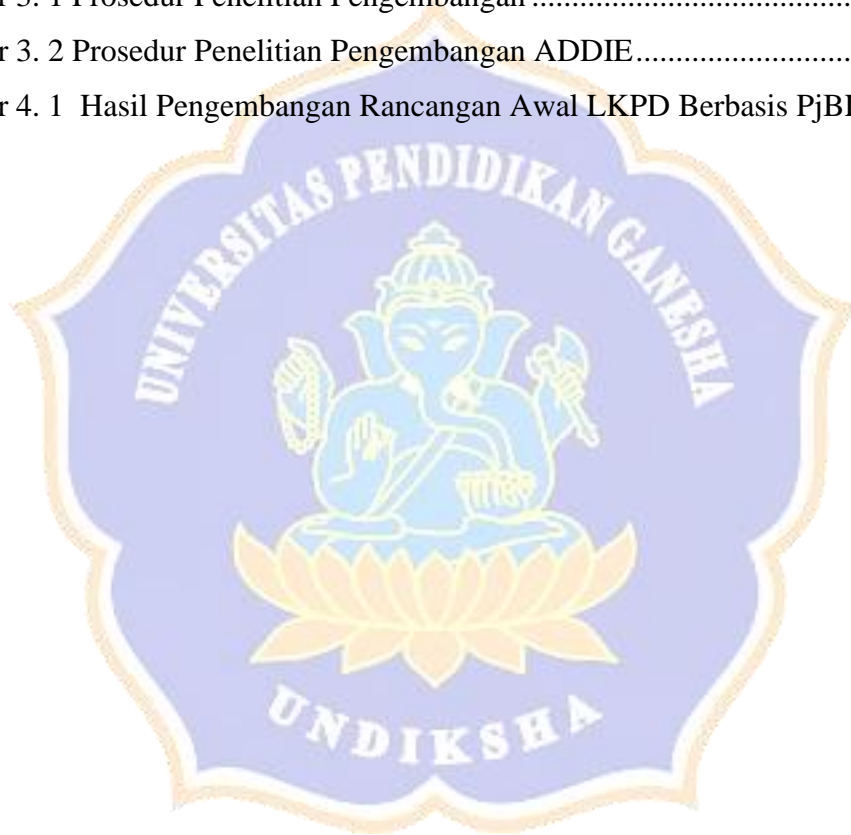 r 3. 1 Prosedur Penelitian Pengembangan ........................................
r 3. 2 Prosedur Penelitian Pengembangan ADDIE...........................
r 4. 1  Hasil Pengembangan Rancangan Awal LKPD Berbasis PjB
UNIVERSITAS PENDIDIKAN GANESHA
UNDIKSHA